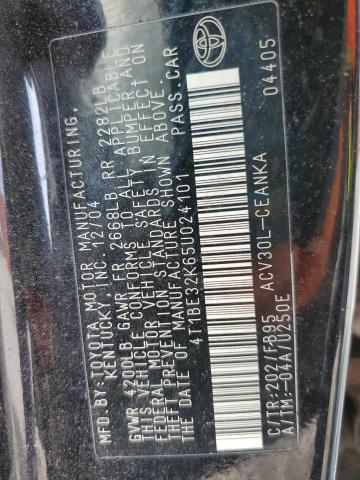 MFD. BY: TOYOTA MOTOR MANUFACTURING,
KENTUCKY, INC. 12/04
GVWR 4200LB GAWR FR 2668LB RR 2282LB
THIS VEHICLE CONFORMS TO ALL APPLICABLE
FEDERAL MOTOR VEHICLE SAFETY, BUMPER, AND
THEFT PREVENTION STANDARDS IN EFFECT ON
THE DATE OF MANUFACTURE SHOWN ABOVE.
4T1BE32K65U024101 PASS.CAR
C/TR:202/FB95 ACV30L-CEANKA
A/TM:-04A/U250E 04405